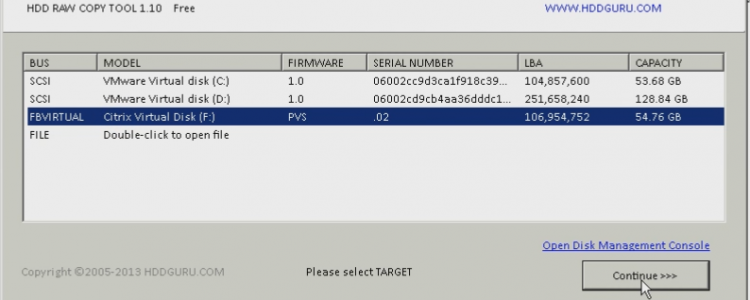 HDD RAW COPY TOOL 1.10 Free WWW.HDDGURU.COM
BUS MODEL FIRMWARE SERIAL NUMBER LBA CAPACITY
SCSI VMware Virtual disk (C:) 1.0 06002cc9d3ca1f918c39... 104,857,600 53.68 GB
SCSI VMware Virtual disk (D:) 1.0 06002cd9cb4aa36dddc1... 251,658,240 128.84 GB
FBVIRTUAL Citrix Virtual Disk (F:) PVS .02 106,954,752 54.76 GB
FILE Double-click to open file
Open Disk Management Console
Copyright ©2005-2013 HDDGURU.COM Please select TARGET Continue >>>